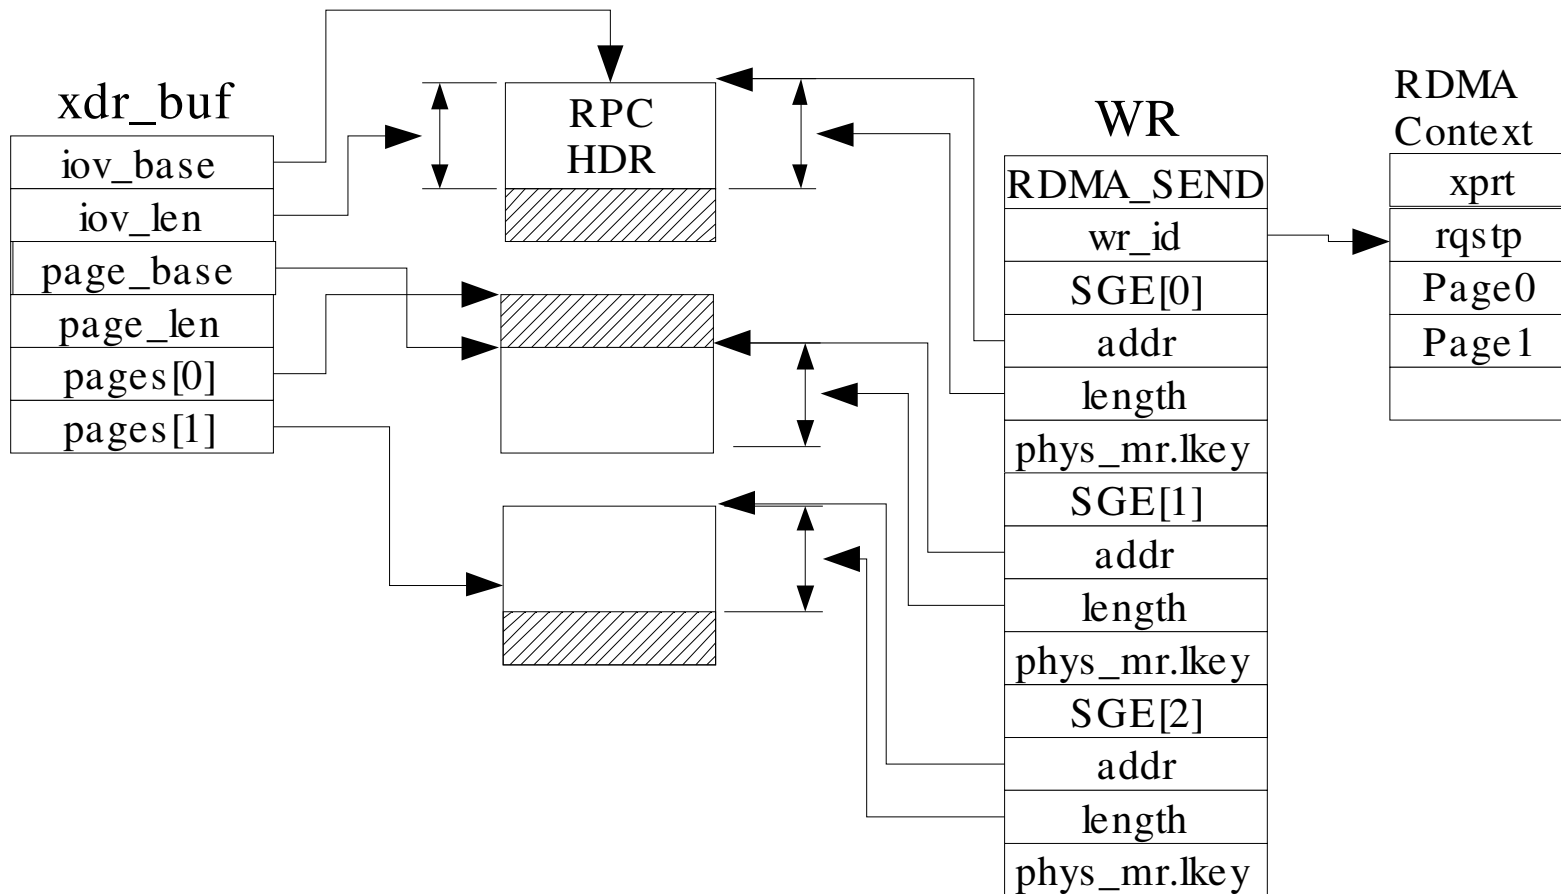 xdr_buf
iov_base
iov_len
page_base
page_len
pages[0]
pages[1]
RPC
HDR
WR
RDMA_SEND
wr_id
SGE[0]
addr
length
phys_mr.lkey
SGE[1]
addr
length
phys_mr.lkey
SGE[2]
addr
length
phys_mr.lkey
RDMA
Context
xprt
rqstp
Page0
Page1